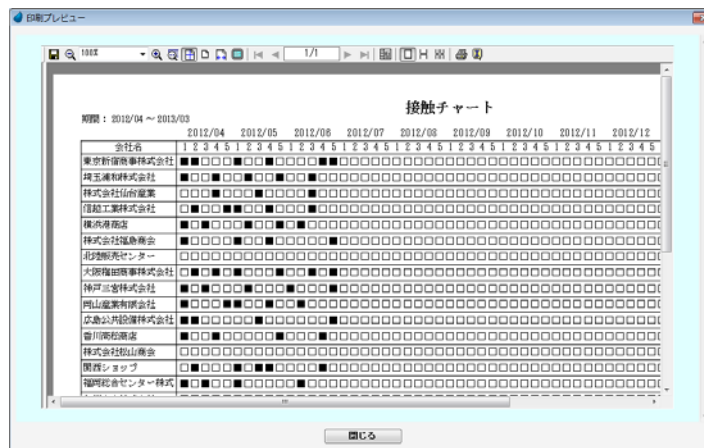 印刷プレビュー
100% 1/1
接触チャート
期間： 2012/04 ～ 2013/03
2012/04 2012/05 2012/06 2012/07 2012/08 2012/09 2012/10 2012/11 2012/12
会社名 1 2 3 4 5 1 2 3 4 5 1 2 3 4 5 1 2 3 4 5 1 2 3 4 5 1 2 3 4 5 1 2 3 4 5 1 2 3 4 5 1 2 3 4 5
東京新宿商事株式会社
埼玉浦和株式会社
株式会社仙台産業
信越工業株式会社
横浜港商店
株式会社福島商会
北陸販売センター
大阪梅田商事株式会社
神戸三宮株式会社
岡山産業有限会社
広島公共設備株式会社
香川高松商店
株式会社松山商会
関西ショップ
福岡総合センター株式
閉じる